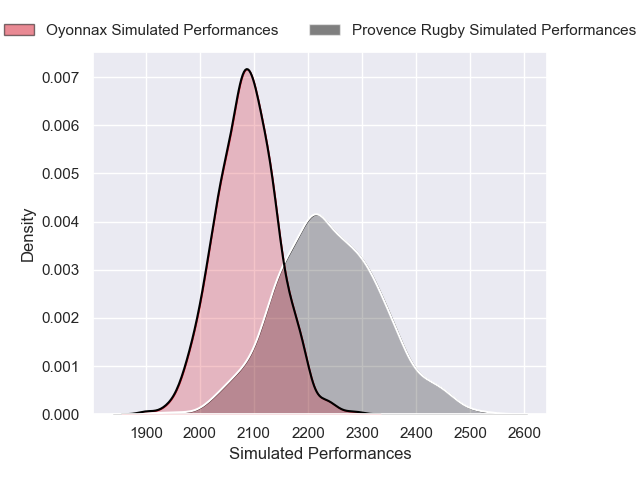 Oyonnax Simulated Performances
Provence Rugby Simulated Performances
0.007
0.006
0.005
0.004
0.003
0.002
0.001
0.000
Density
1900 2000 2100 2200 2300 2400 2500 2600
Simulated Performances